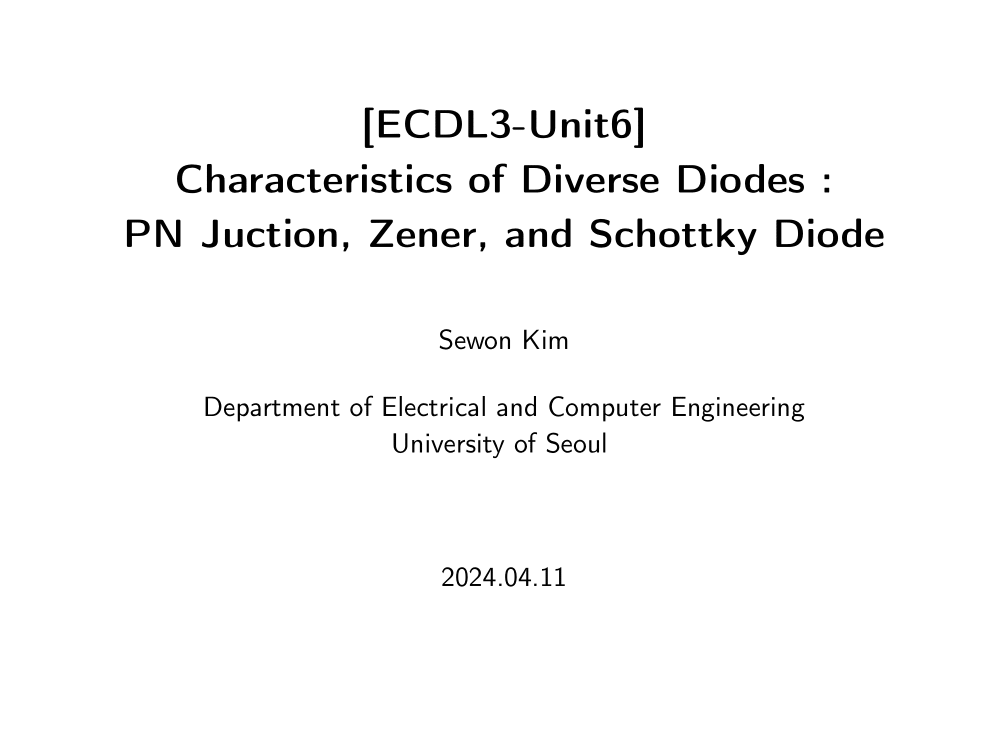 [ECDL3-Unit6]
Characteristics of Diverse Diodes :
PN Juction, Zener, and Schottky Diode
Sewon Kim
Department of Electrical and Computer Engineering
University of Seoul
2024.04.11